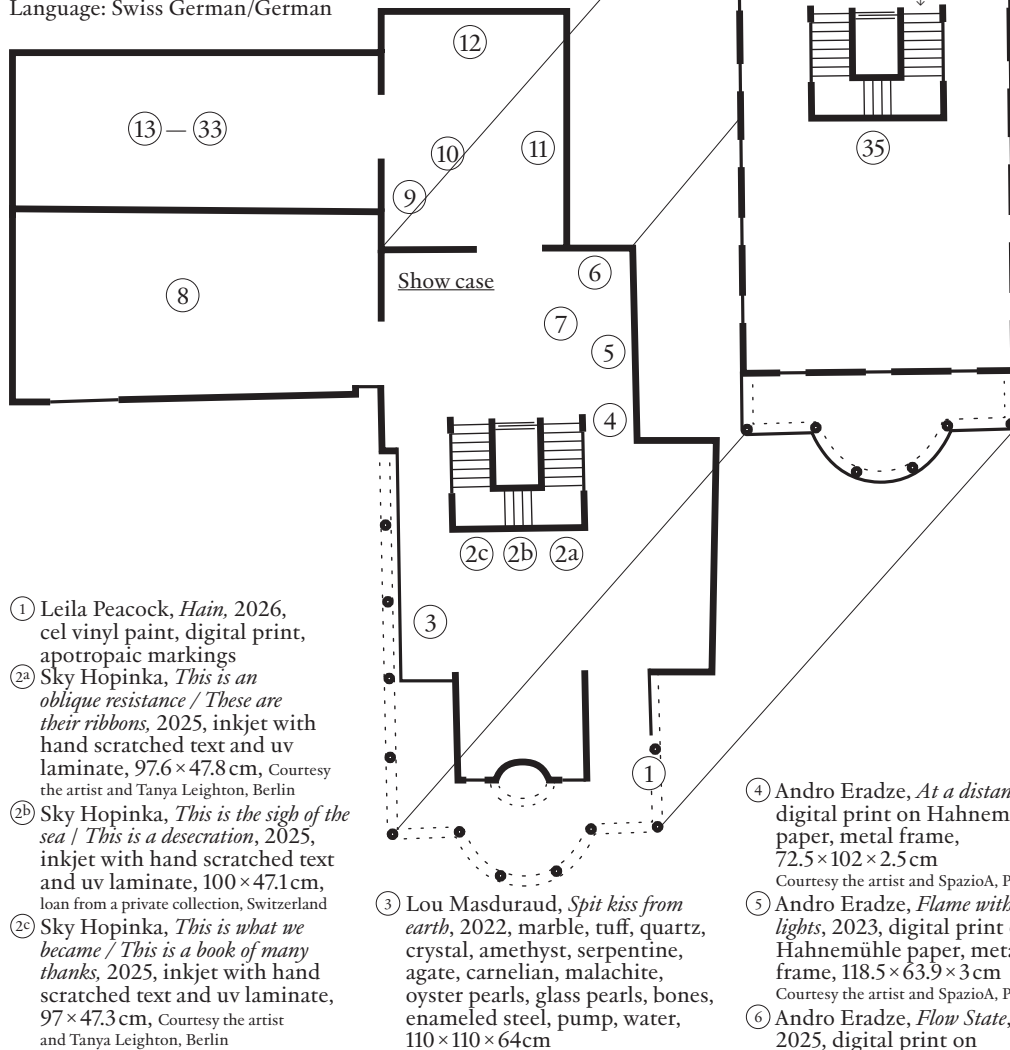 Language: Swiss German/German
12
13 — 33
10
11
35
9
Show case
6
8
7
5
4
2c 2b 2a
3
1
1 Leila Peacock, Hain, 2026,
cel vinyl paint, digital print,
apotropaic markings
2a Sky Hopinka, This is an
oblique resistance / These are
their ribbons, 2025, inkjet with
hand scratched text and uv
laminate, 97.6 × 47.8 cm, Courtesy
the artist and Tanya Leighton, Berlin
2b Sky Hopinka, This is the sigh of the
sea / This is a desecration, 2025,
inkjet with hand scratched text
and uv laminate, 100 × 47.1 cm,
loan from a private collection, Switzerland
2c Sky Hopinka, This is what we
became / This is a book of many
thanks, 2025, inkjet with hand
scratched text and uv laminate,
97 × 47.3 cm, Courtesy the artist
and Tanya Leighton, Berlin
3 Lou Masduraud, Spit kiss from
earth, 2022, marble, tuff, quartz,
crystal, amethyst, serpentine,
agate, carnelian, malachite,
oyster pearls, glass pearls, bones,
enameled steel, pump, water,
110 × 110 × 64cm
4 Andro Eradze, At a distan
digital print on Hahnem
paper, metal frame,
72.5 × 102 × 2.5 cm
Courtesy the artist and SpazioA, P
5 Andro Eradze, Flame with
lights, 2023, digital print
Hahnemühle paper, meta
frame, 118.5 × 63.9 × 3 cm
Courtesy the artist and SpazioA, P
6 Andro Eradze, Flow State,
2025, digital print on